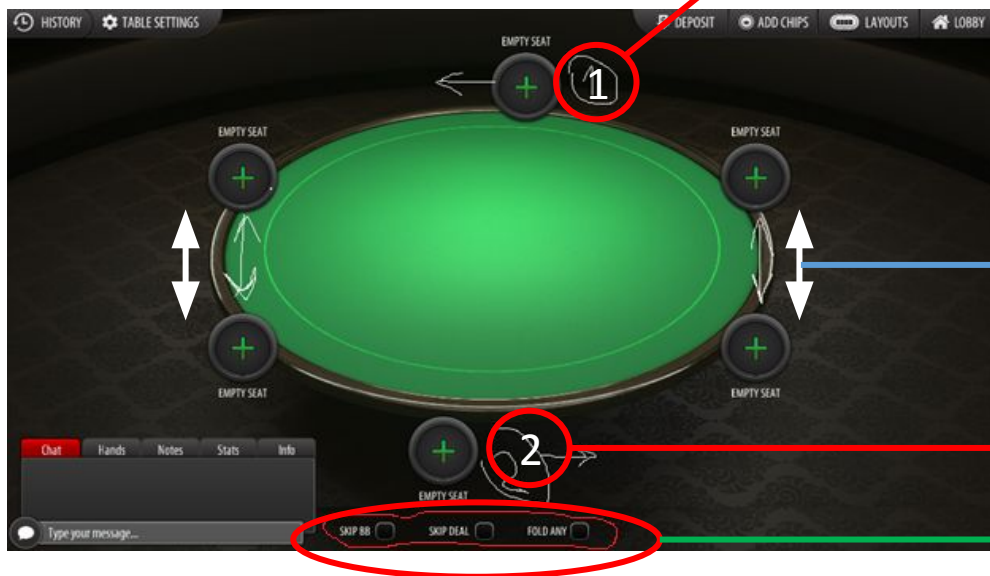 HISTORY TABLE SETTINGS DEPOSIT ADD CHIPS LAYOUTS LOBBY
EMPTY SEAT
1
EMPTY SEAT EMPTY SEAT
EMPTY SEAT EMPTY SEAT
2
Chat Hands Notes Stats Info
EMPTY SEAT
SKIP BB SKIP DEAL FOLD ANY
Type your message...